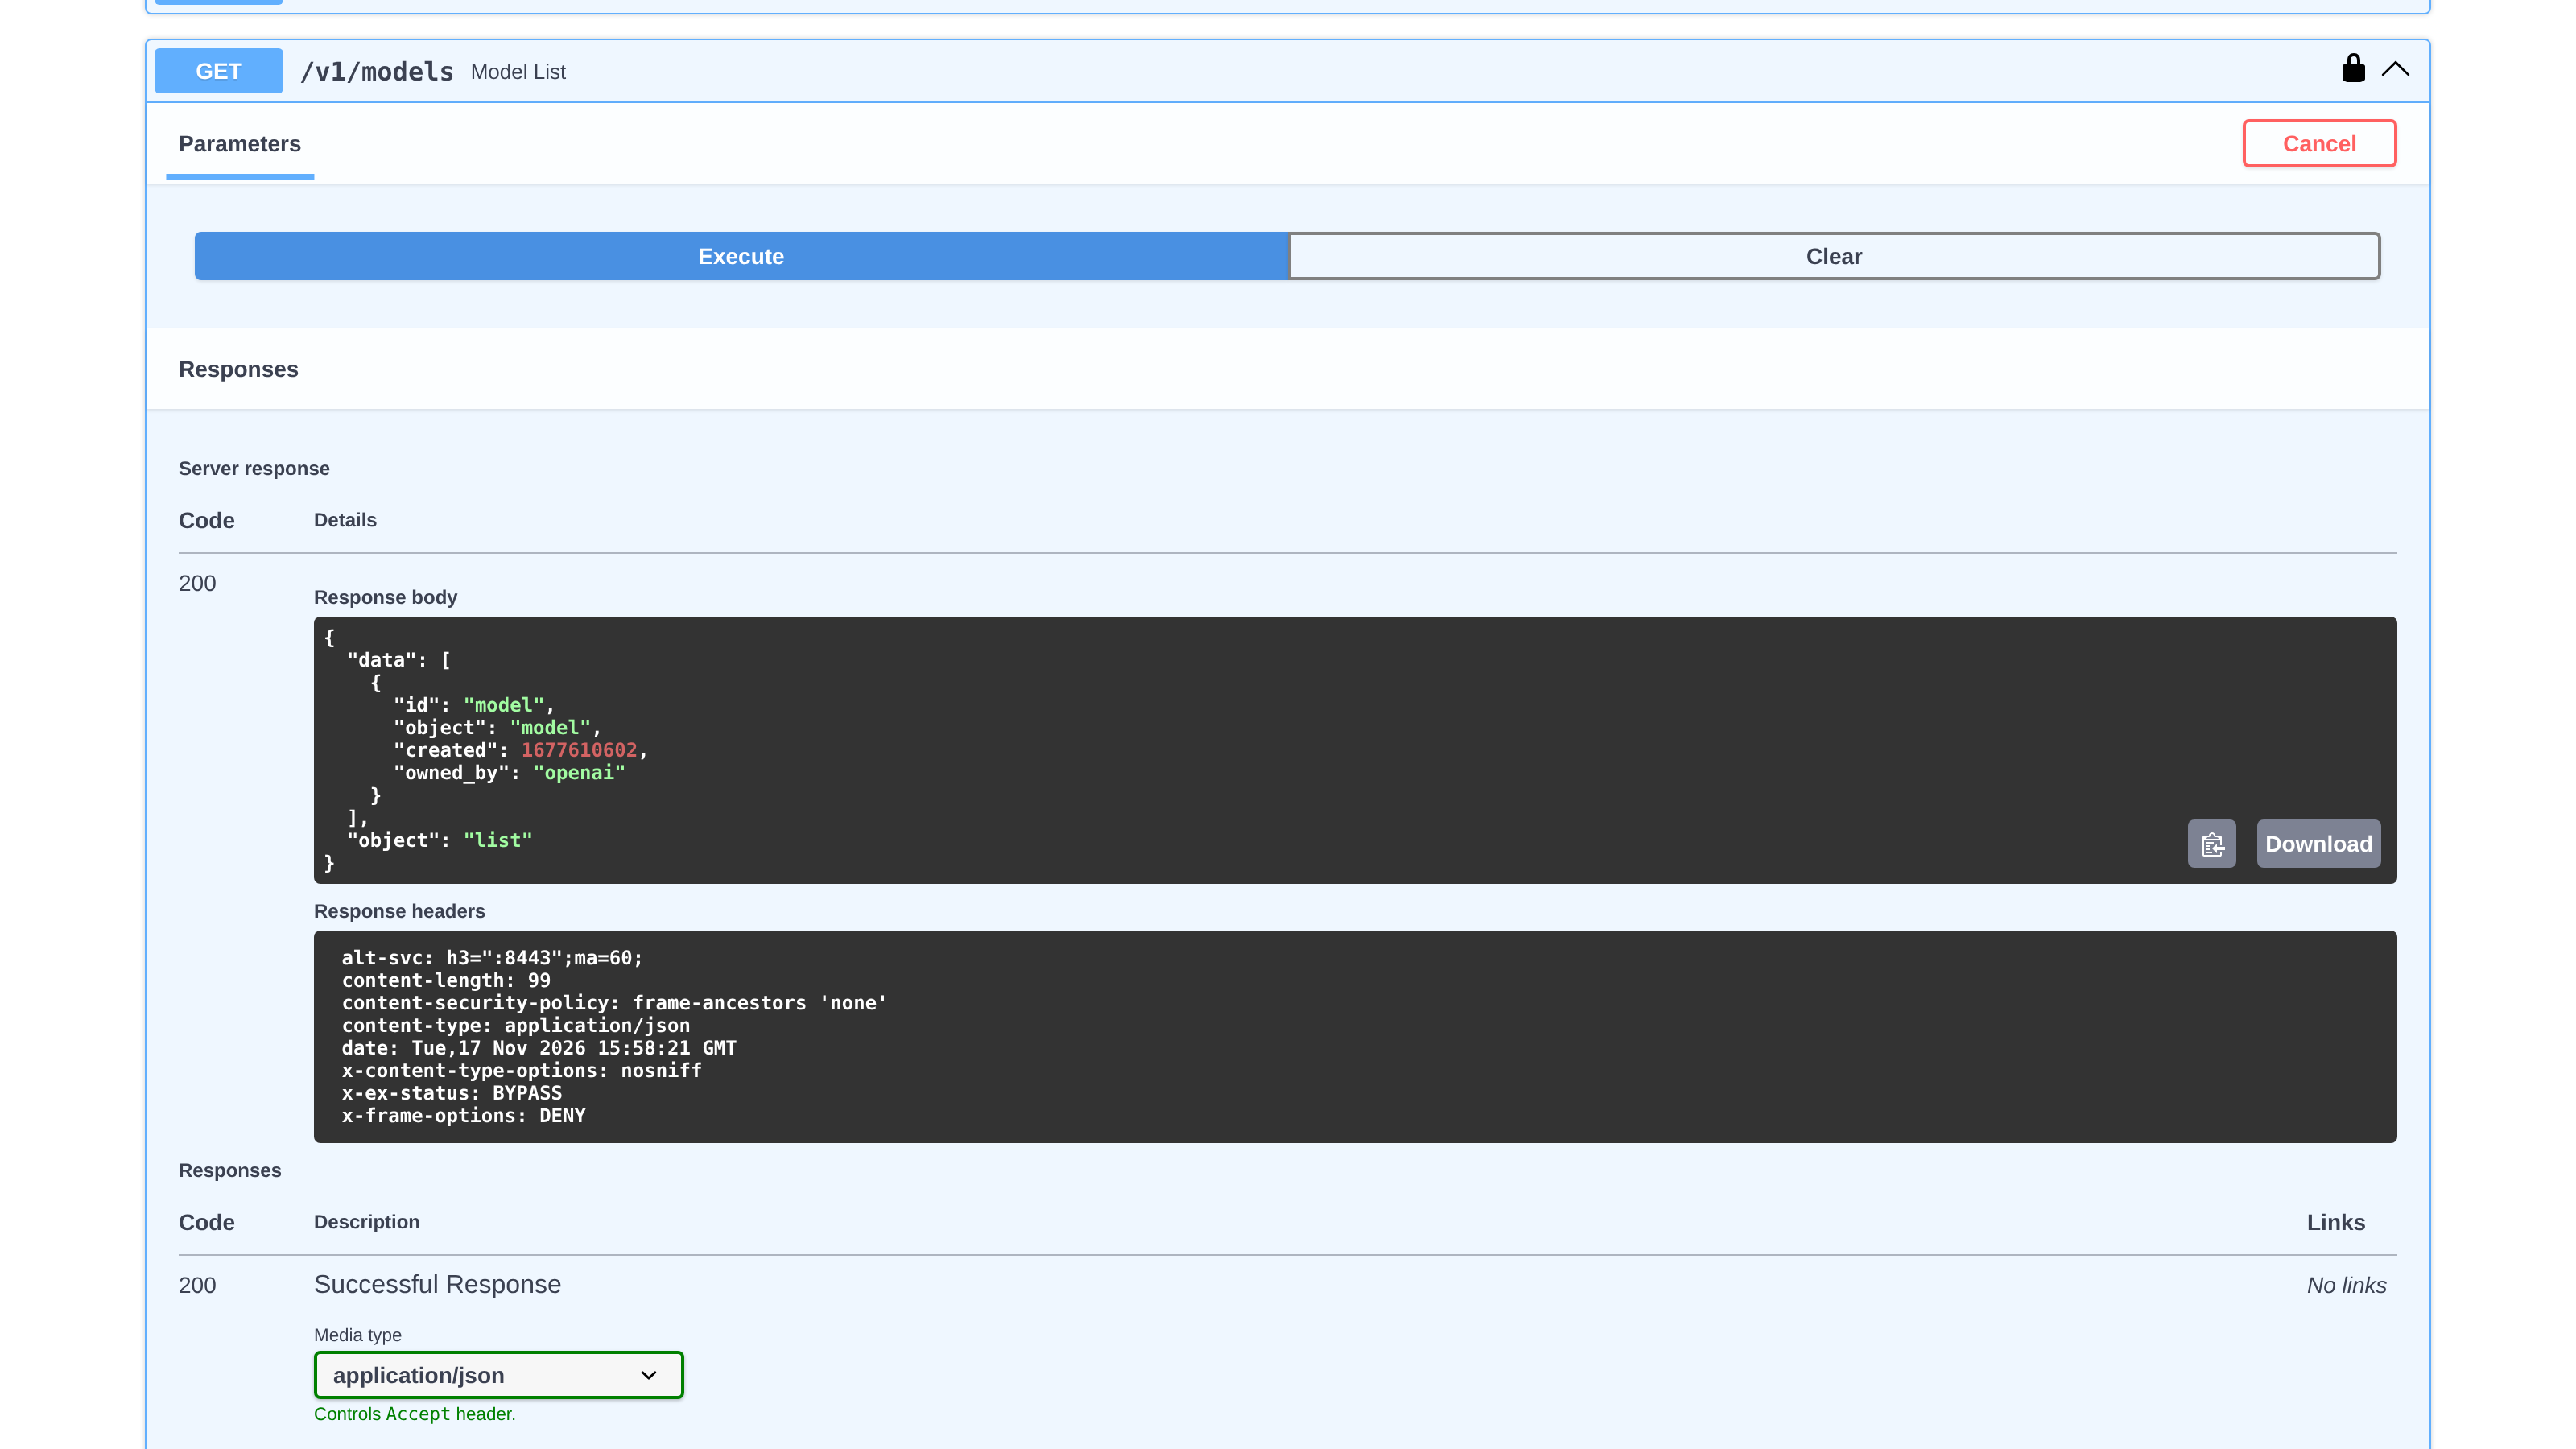 GET /v1/models Model List
Parameters
Cancel
Execute
Clear
Responses
Server response
Code Details
200
Response body
{
  "data": [
    {
      "id": "model",
      "object": "model",
      "created": 1677610602,
      "owned_by": "openai"
    }
  ],
  "object": "list"
}
Download
Response headers
alt-svc: h3=":8443";ma=60;
content-length: 99
content-security-policy: frame-ancestors 'none'
content-type: application/json
date: Tue,17 Nov 2026 15:58:21 GMT
x-content-type-options: nosniff
x-ex-status: BYPASS
x-frame-options: DENY
Responses
Code Description Links
200 Successful Response No links
Media type
application/json
Controls Accept header.